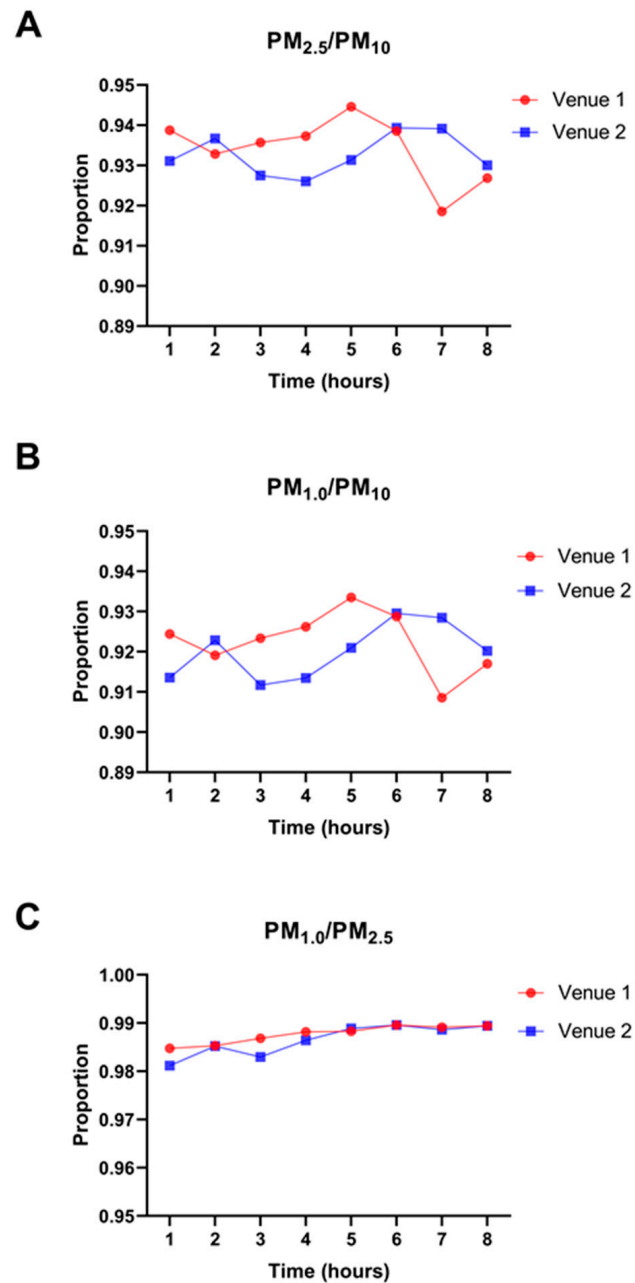 A
PM2.5/PM10
0.95
0.94
0.93
0.92
0.91
0.90
0.89
Proportion
1 2 3 4 5 6 7 8
Time (hours)
Venue 1
Venue 2
B
PM1.0/PM10
0.95
0.94
0.93
0.92
0.91
0.90
0.89
Proportion
1 2 3 4 5 6 7 8
Time (hours)
Venue 1
Venue 2
C
PM1.0/PM2.5
1.00
0.99
0.98
0.97
0.96
0.95
Proportion
1 2 3 4 5 6 7 8
Time (hours)
Venue 1
Venue 2